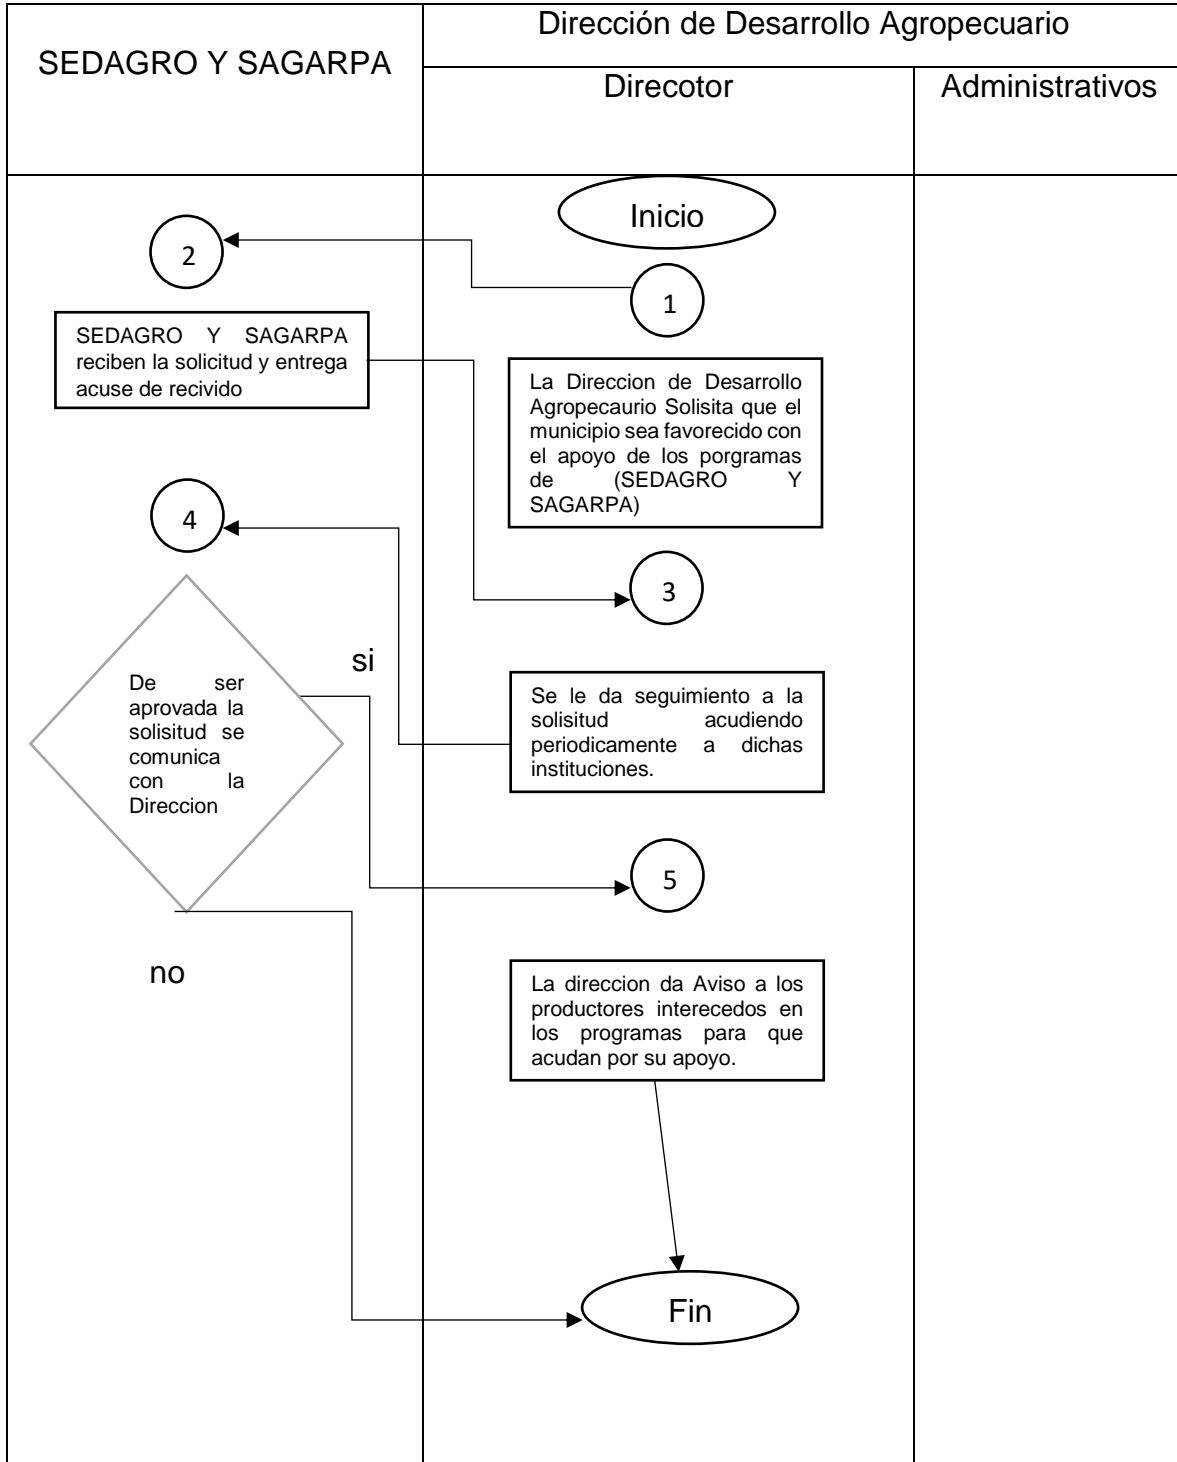 Dirección de Desarrollo Agropecuario
SEDAGRO Y SAGARPA
Direcotor
Administrativos
Inicio
2
1
SEDAGRO Y SAGARPA
reciben la solicitud y entrega
acuse de recivido
La Direccion de Desarrollo
Agropecaurio Solisita que el
municipio sea favorecido con
el apoyo de los porgramas
de (SEDAGRO Y
SAGARPA)
4
3
si
De ser
aprovada la
solisitud se
comunica
con la
Direccion
Se le da seguimiento a la
solisitud acudiendo
periodicamente a dichas
instituciones.
5
no
La direccion da Aviso a los
productores interecedos en
los programas para que
acudan por su apoyo.
Fin